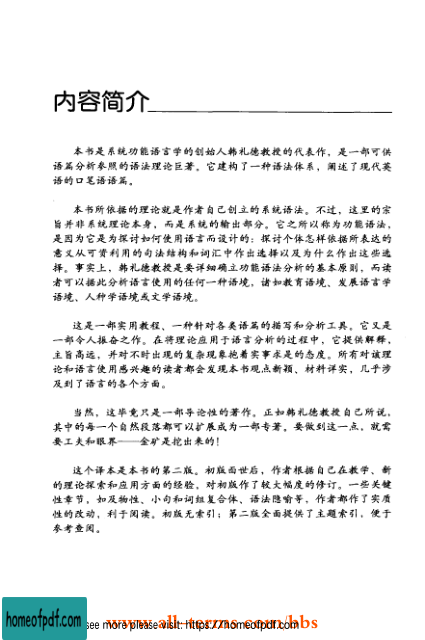 内容简介
本书是系统功能语言学的创始人韩礼德教授的代表作，是一部可供
语篇分析参照的语法理论巨著。它建构了一种语法体系，阐述了现代英
语的口笔语语篇。
本书所依据的理论就是作者自己创立的系统语法。不过，这里的宗
旨并非系统理论本身，而是系统的输出部分。它之所以称为功能语法，
是因为它是为探讨如何使用语言而设计的：探讨个体怎样依据所表达的
意义从可资利用的句法结构和词汇中作出选择以及为什么作出这些选
择。事实上，韩礼德教授是要详细确立功能语法分析的基本原则，而读
者可以据此分析语言使用的任何一种语境，诸如教育语境、发展语言学
语境、人种学语境或文学语境。
这是一部实用教程、一种针对各类语篇的描写和分析工具。它又是
一部令人振奋之作。在将理论应用于语言分析的过程中，它提供解释，
主旨高远，并对不时出现的复杂现象抱着实事求是的态度。所有对该理
论和语言使用感兴趣的读者都会发现本书观点新颖、材料详实，几乎涉
及到了语言的各个方面。
当然，这毕竟只是一部导论性的著作。正如韩礼德教授自己所说，
其中的每一个自然段落都可以扩展成为一部专著。要做到这一点，就需
要工夫和眼界——金矿是挖出来的！
这个译本是本书的第二版。初版面世后，作者根据自己在教学、新
的理论探索和应用方面的经验，对初版作了较大幅度的修订。一些关键
性章节，如及物性、小句和词组复合体、语法隐喻等，作者都作了实质
性的改动，利于阅读。初版无索引；第二版全面提供了主题索引，便于
参考查阅。
homeofpdf.com
see more please visit: https://homeofpdf.com
www.all-terms.com/bbs